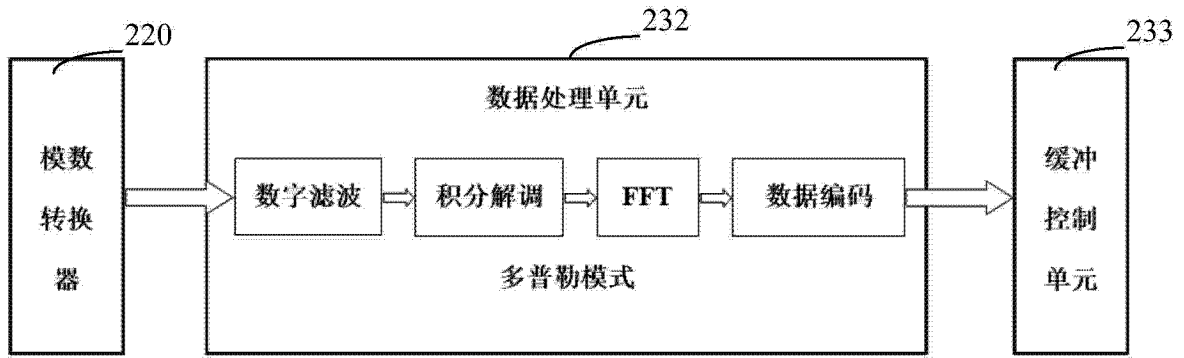 220
232
233
模数
转换
器
数据处理单元
数字滤波
积分解调
FFT
数据编码
多普勒模式
缓冲
控制
单元